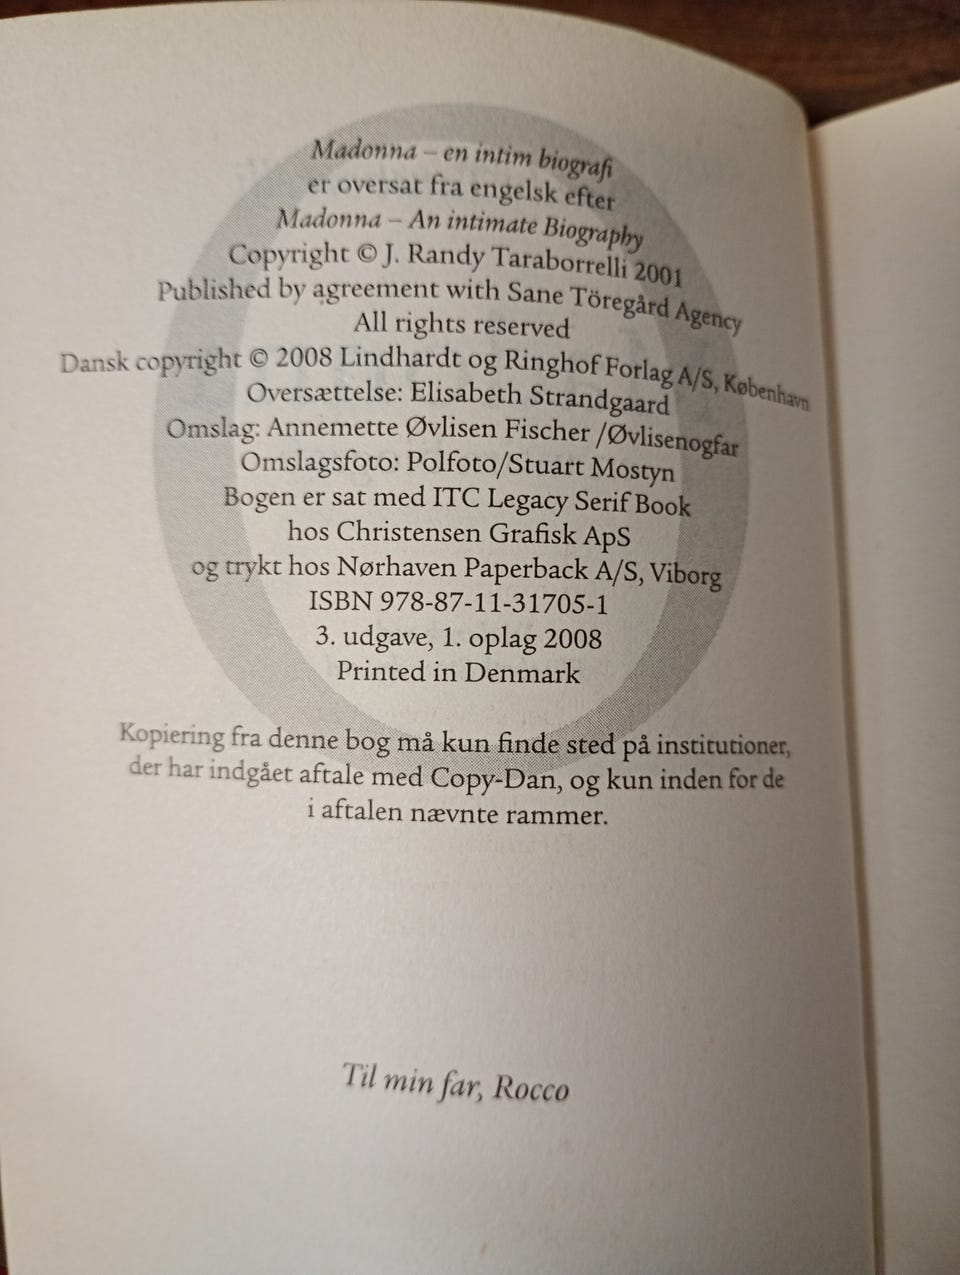 Madonna – en intim biografi
er oversat fra engelsk efter
Madonna – An intimate Biography
Copyright © J. Randy Taraborrelli 2001
Published by agreement with Sane Töregård Agency
All rights reserved
Dansk copyright © 2008 Lindhardt og Ringhof Forlag A/S, København
Oversættelse: Elisabeth Strandgaard
Omslag: Annemette Øvlisen Fischer /Øvlisenogfar
Omslagsfoto: Polfoto/Stuart Mostyn
Bogen er sat med ITC Legacy Serif Book
hos Christensen Grafisk ApS
og trykt hos Nørhaven Paperback A/S, Viborg
ISBN 978-87-11-31705-1
3. udgave, 1. oplag 2008
Printed in Denmark
Kopiering fra denne bog må kun finde sted på institutioner,
der har indgået aftale med Copy-Dan, og kun inden for de
i aftalen nævnte rammer.
Til min far, Rocco